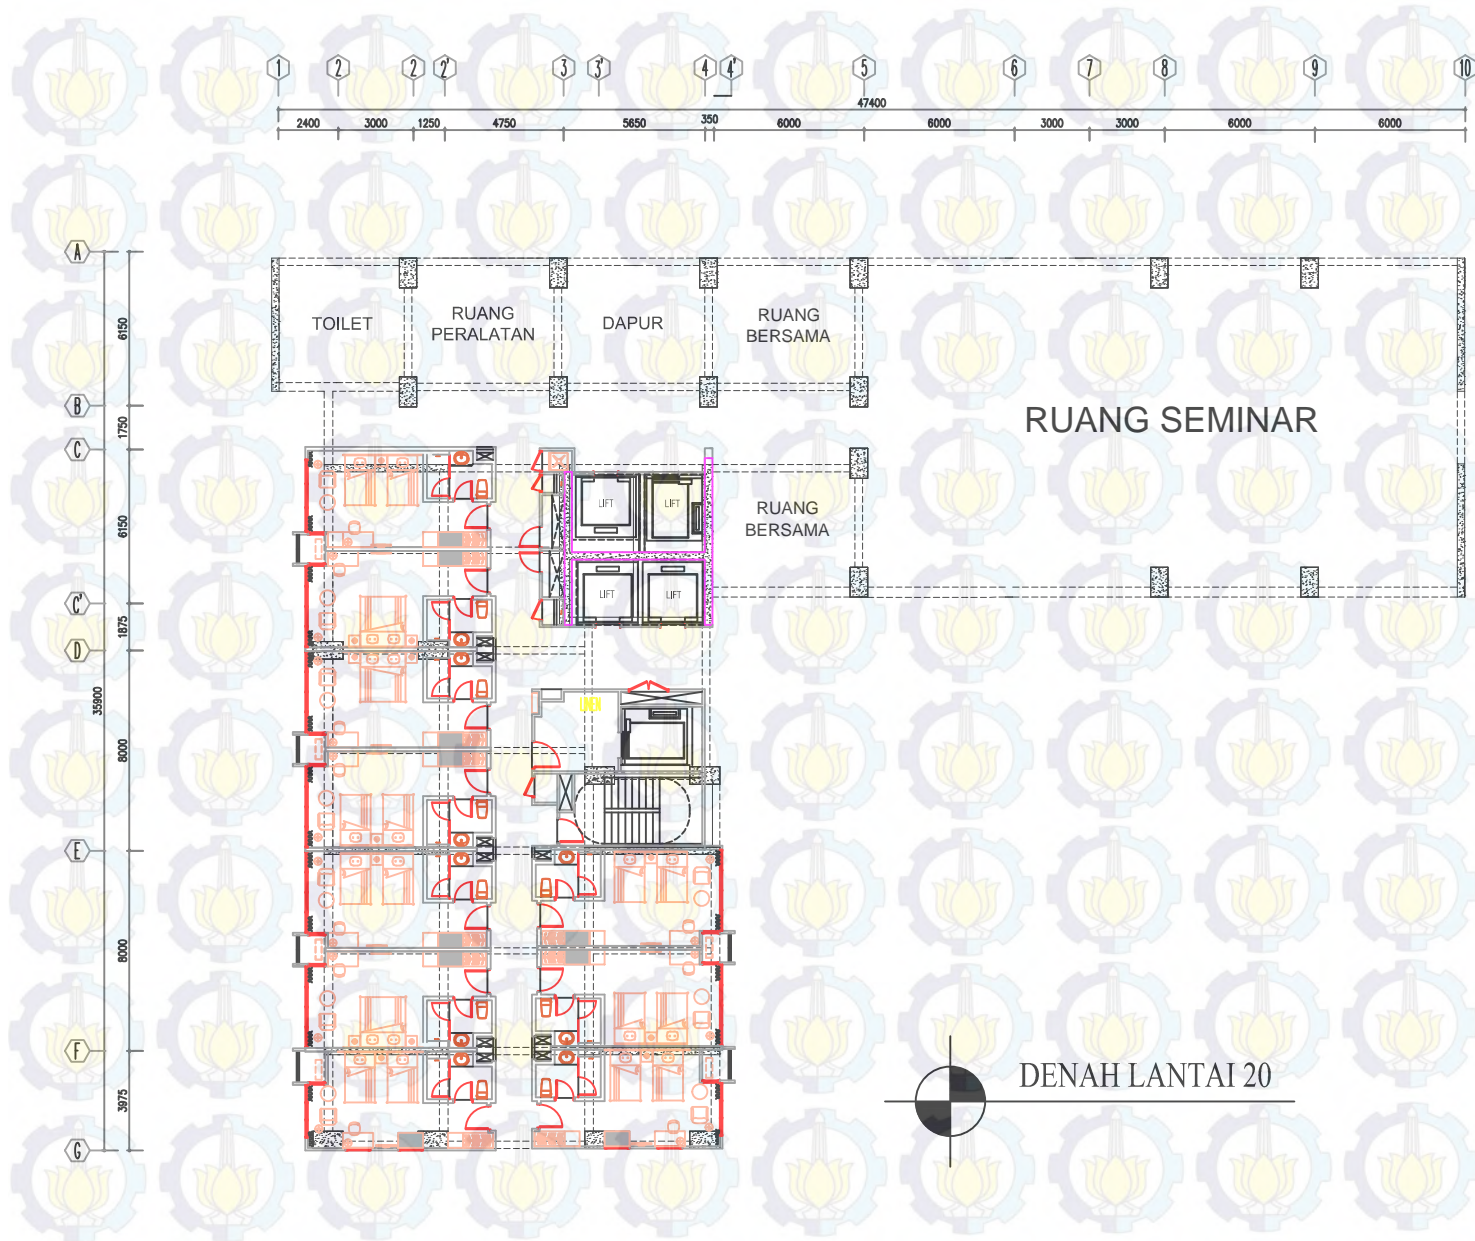 1 2 2 2' 3 3' 4 4' 5 6 7 8 9 10
47400
2400 3000 1250 4750 5650 350 6000 6000 3000 3000 6000 6000
A
6150
TOILET
RUANG
PERALATAN
DAPUR
RUANG
BERSAMA
B
1750
RUANG SEMINAR
C
6150
LIFT
LIFT
RUANG
BERSAMA
C'
LIFT
LIFT
1875
D
35900
LINEN
8000
E
8000
F
DENAH LANTAI 20
3975
G